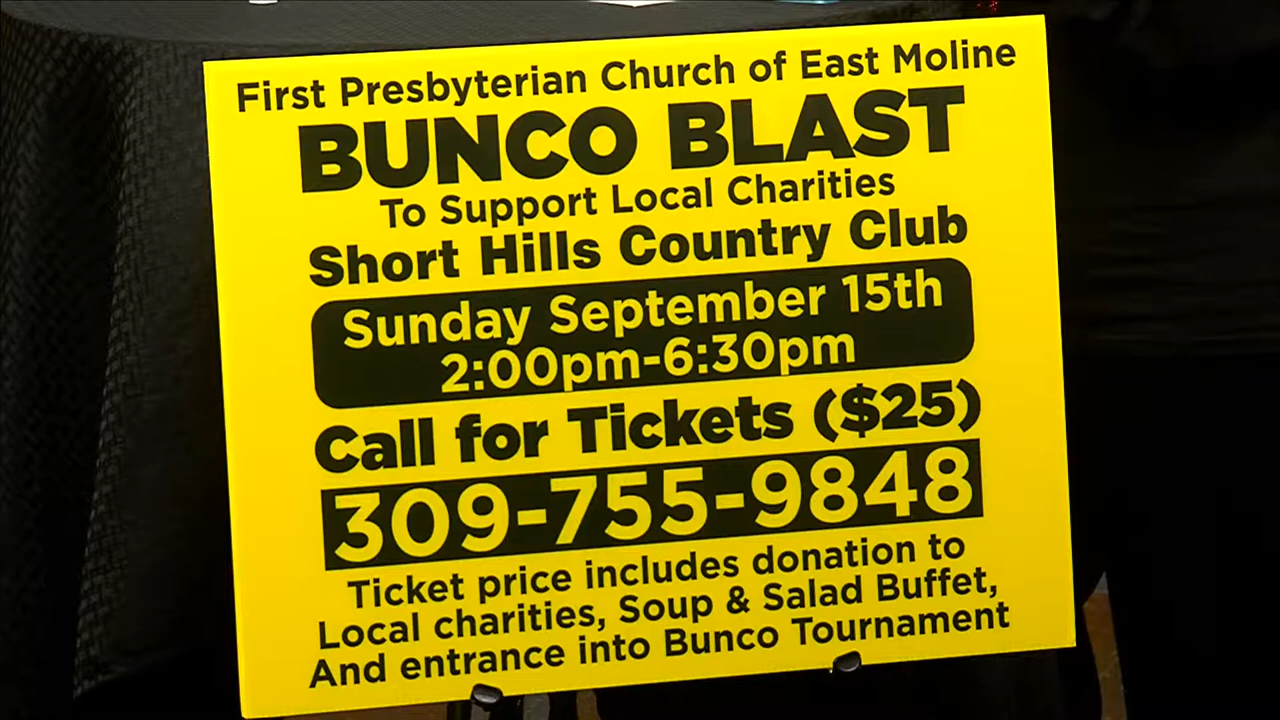 First Presbyterian Church of East Moline
BUNCO BLAST
To Support Local Charities
Short Hills Country Club
Sunday September 15th
2:00pm-6:30pm
Call for Tickets ($25)
309-755-9848
Ticket price includes donation to
Local charities, Soup & Salad Buffet,
And entrance into Bunco Tournament